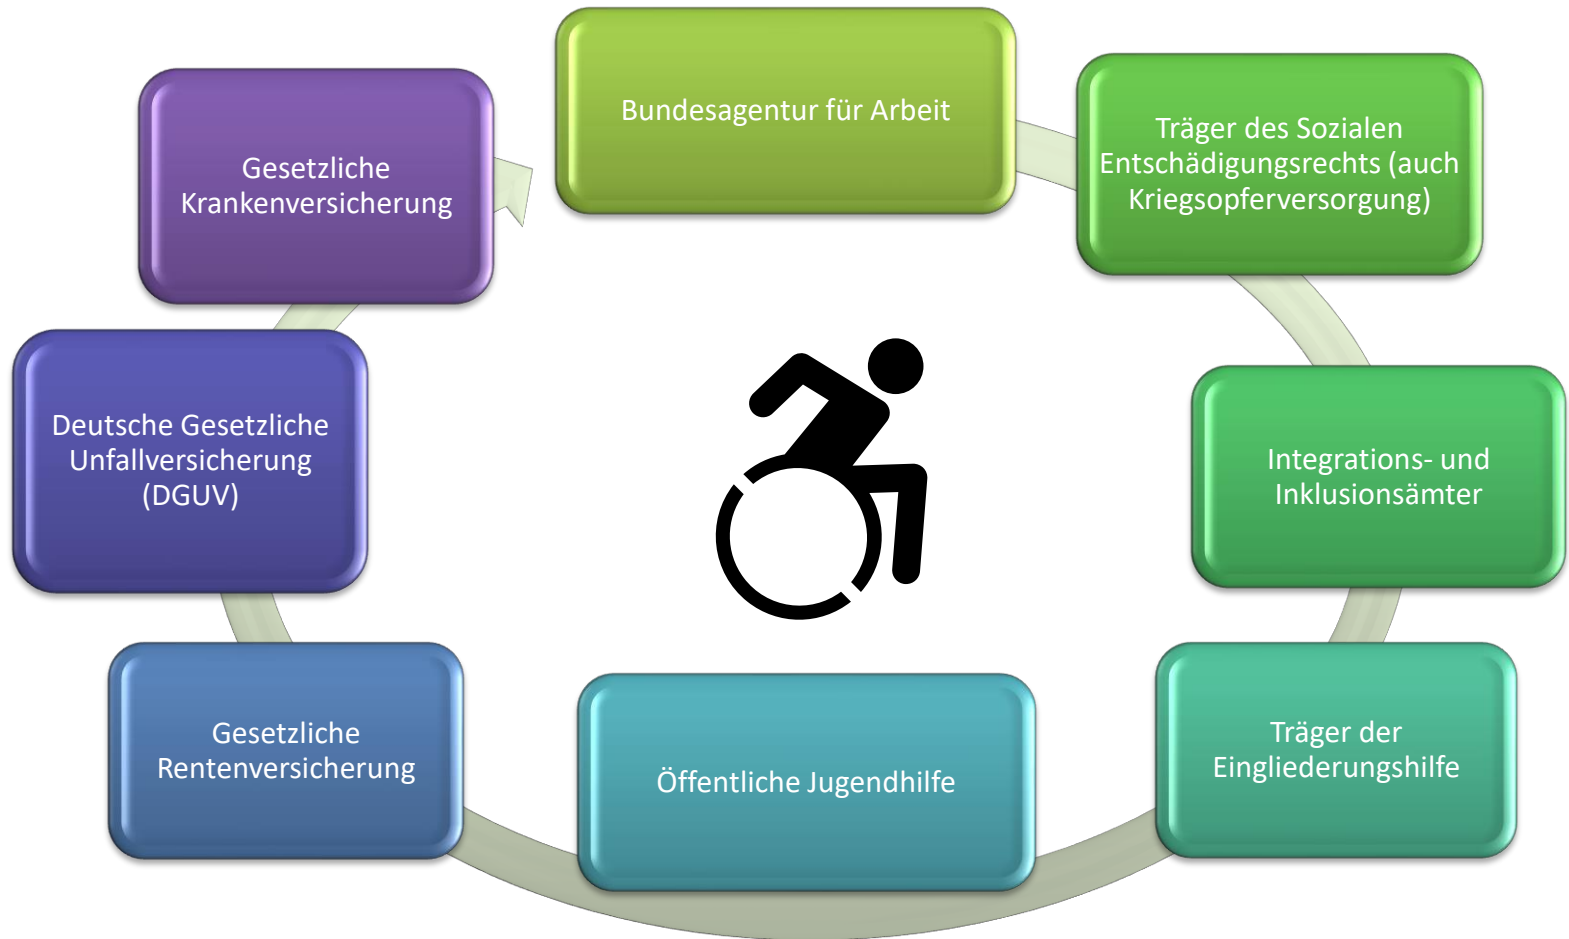 Bundesagentur für Arbeit
Träger des Sozialen
Entschädigungsrechts (auch
Kriegsopferversorgung)
Integrations- und
Inklusionsämter
Träger der
Eingliederungshilfe
Öffentliche Jugendhilfe
Gesetzliche
Rentenversicherung
Deutsche Gesetzliche
Unfallversicherung
(DGUV)
Gesetzliche
Krankenversicherung